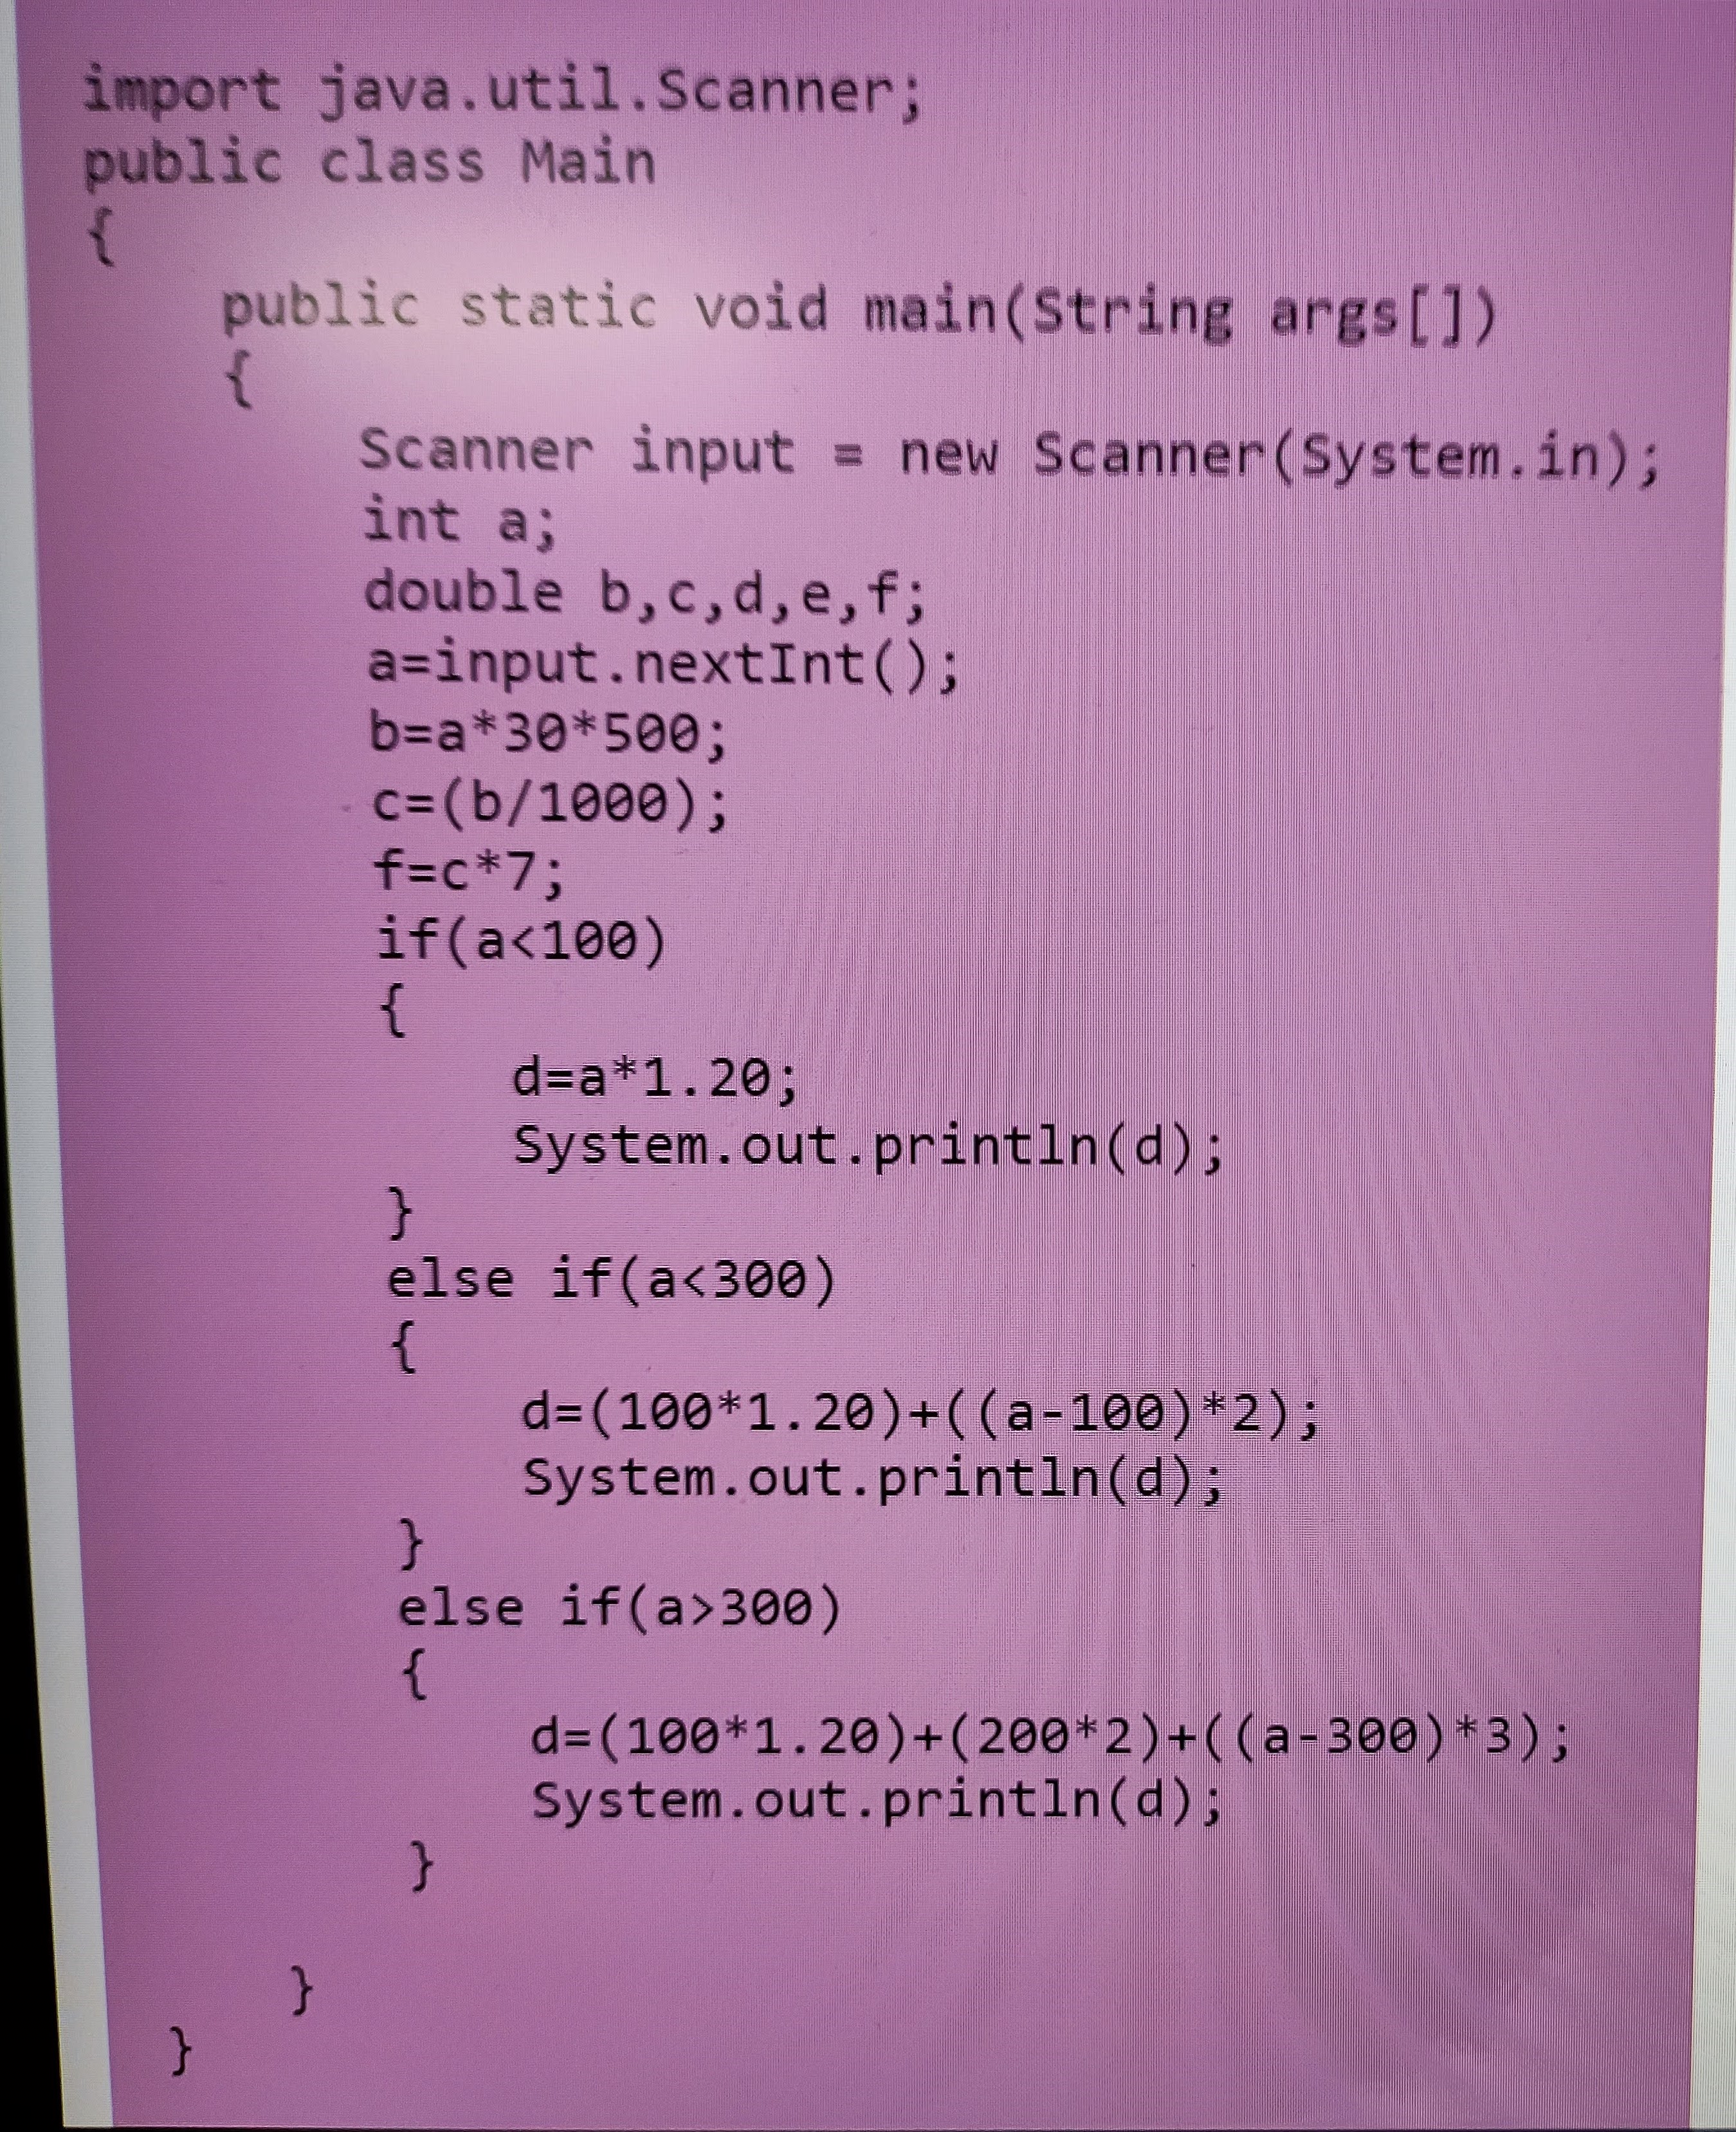 import java.util.Scanner;
public class Main
{
public static void main(String args[])
{
Scanner input = new Scanner(System.in);
int a;
double b,c,d,e,f;
a=input.nextInt();
b=a*30*500;
c=(b/1000);
f=c*7;
if(a<100)
{
d=a*1.20;
System.out.println(d);
}
else if(a<300)
{
d=(100*1.20)+((a-100)*2);
System.out.println(d);
}
else if(a>300)
{
d=(100*1.20)+(200*2)+((a-300)*3);
System.out.println(d);
}
}
}